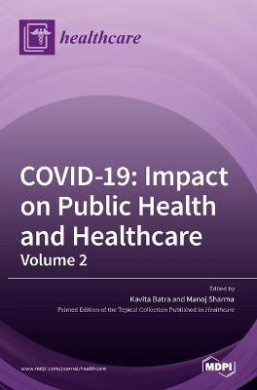 healthcare
COVID-19: Impact
on Public Health
and Healthcare
Volume 2
Edited by
Kavita Batra and Manoj Sharma
Printed Edition of the Topical Collection Published in Healthcare
www.mdpi.com/journal/healthcare
MDPI